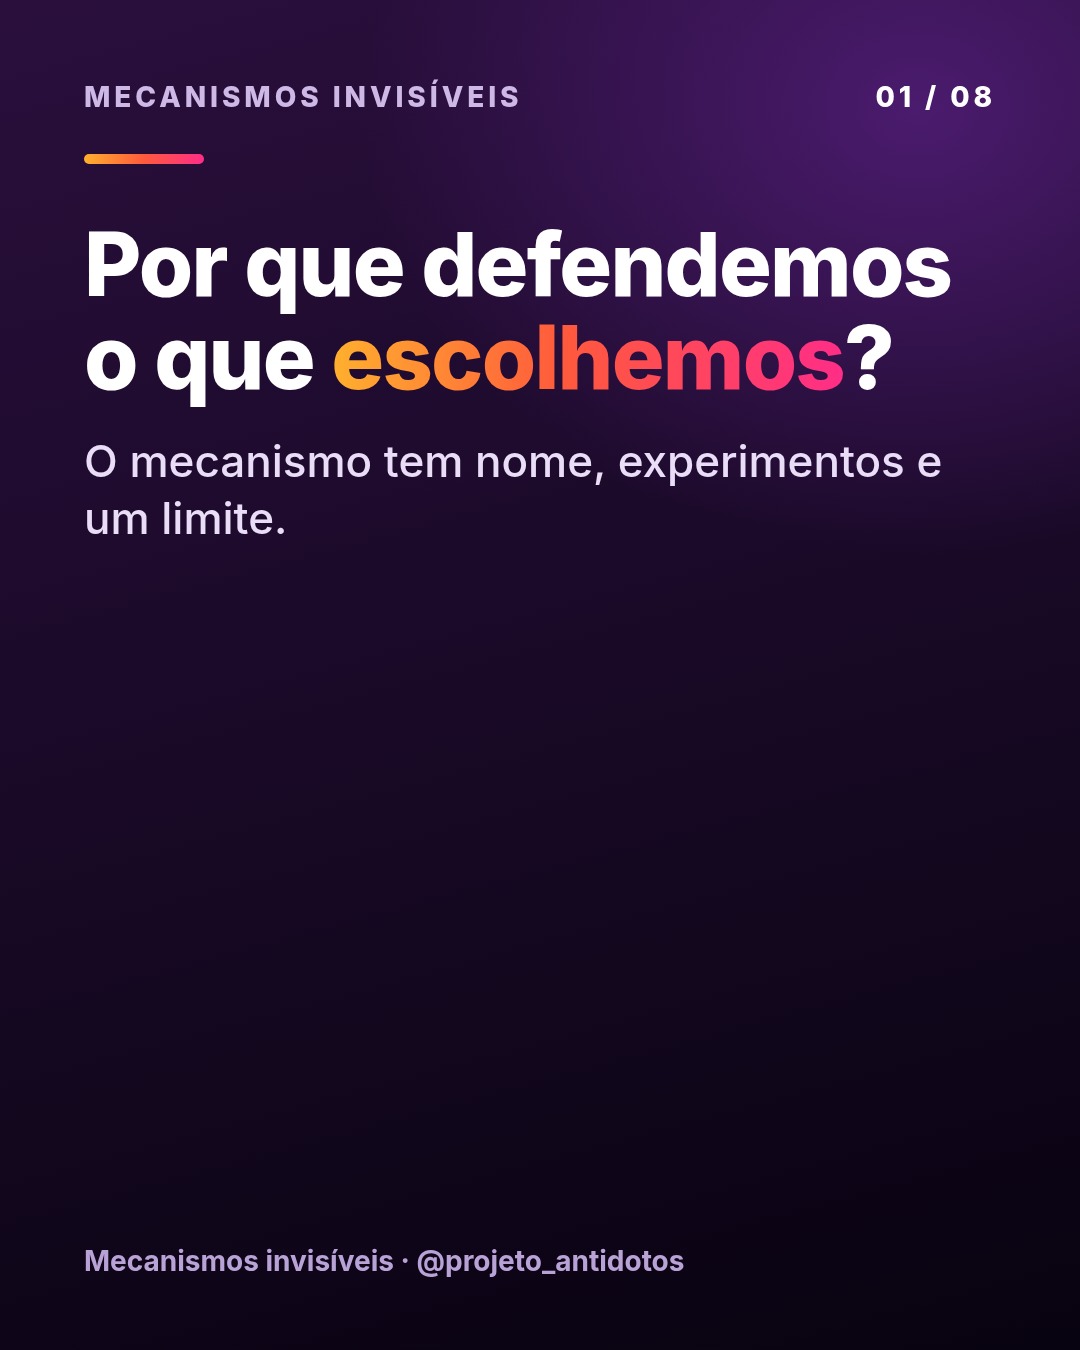 MECANISMOS INVISÍVEIS
01 / 08
Por que defendemos
o que escolhemos?
O mecanismo tem nome, experimentos e
um limite.
Mecanismos invisíveis · @projeto_antidotos